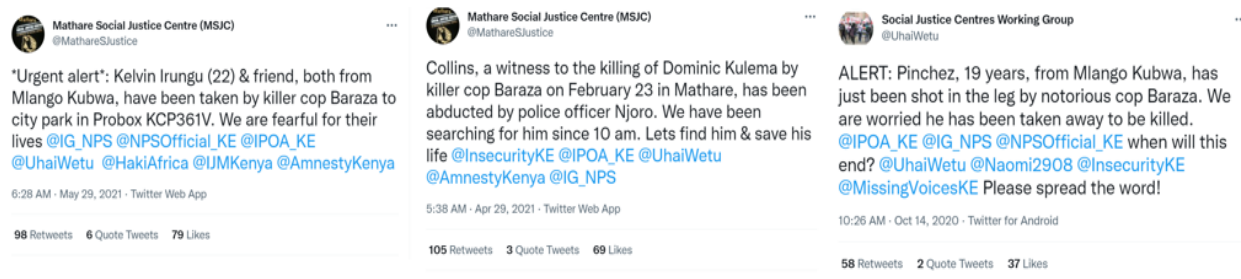 Mathare Social Justice Centre (MSJC)
@MathareSJustice
*Urgent alert*: Kelvin Irungu (22) & friend, both from
Mlango Kubwa, have been taken by killer cop Baraza to
city park in Probox KCP361V. We are fearful for their
lives @IG_NPS @NPSOfficial_KE @IPOA_KE
@UhaiWetu @HakiAfrica @IJMKenya @AmnestyKenya
6:28 AM · May 29, 2021 · Twitter Web App
98 Retweets 6 Quote Tweets 79 Likes
Mathare Social Justice Centre (MSJC)
@MathareSJustice
Collins, a witness to the killing of Dominic Kulema by
killer cop Baraza on February 23 in Mathare, has been
abducted by police officer Njoro. We have been
searching for him since 10 am. Lets find him & save his
life @InsecurityKE @IPOA_KE @UhaiWetu
@AmnestyKenya @IG_NPS
5:38 AM · Apr 29, 2021 · Twitter Web App
105 Retweets 3 Quote Tweets 69 Likes
Social Justice Centres Working Group
@UhaiWetu
ALERT: Pinchez, 19 years, from Mlango Kubwa, has
just been shot in the leg by notorious cop Baraza. We
are worried he has been taken away to be killed.
@IPOA_KE @IG_NPS @NPSOfficial_KE when will this
end? @UhaiWetu @Naomi2908 @InsecurityKE
@MissingVoicesKE Please spread the word!
10:26 AM · Oct 14, 2020 · Twitter for Android
58 Retweets 2 Quote Tweets 37 Likes